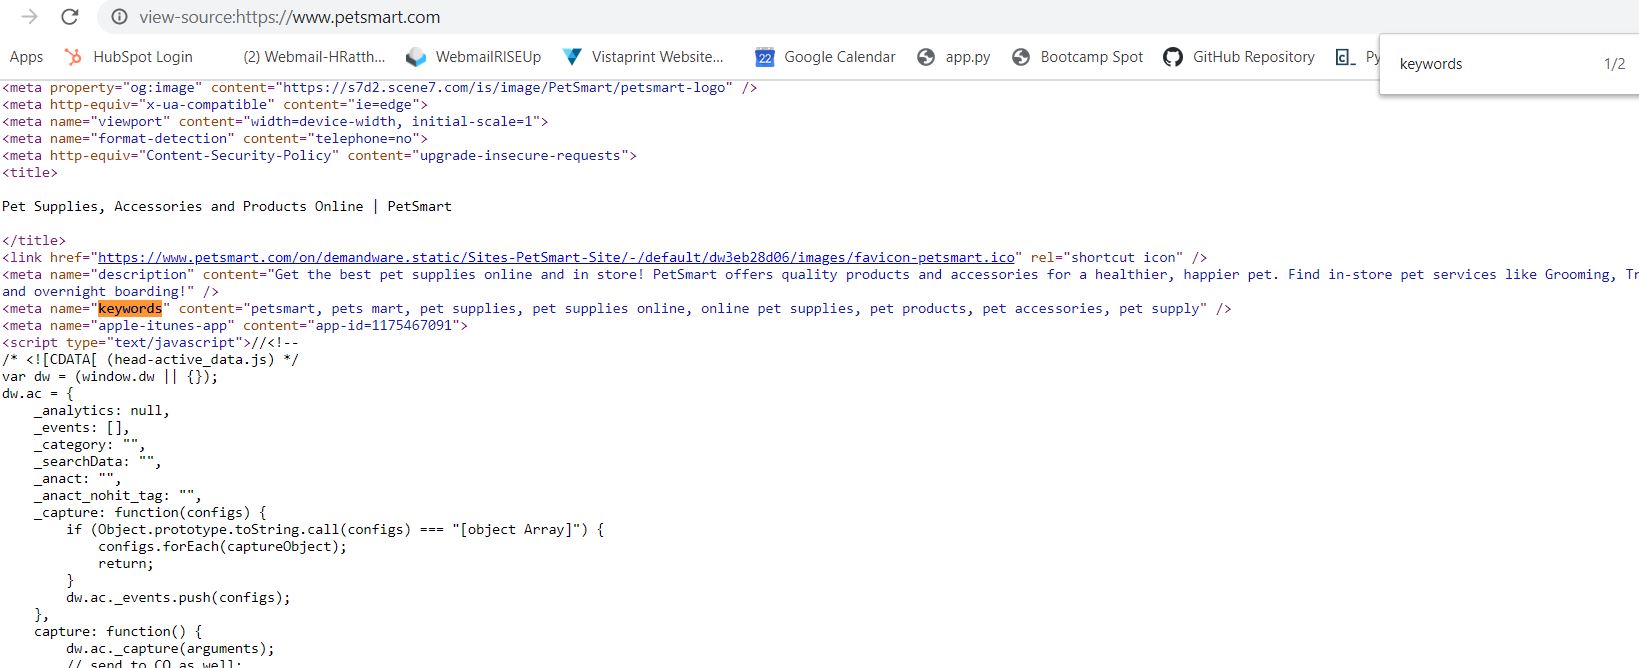 view-source:https://www.petsmart.com
Apps HubSpot Login (2) Webmail-HRatth... WebmailRISEUp Vistaprint Website... 22 Google Calendar app.py Bootcamp Spot GitHub Repository Py
keywords 1/2
<meta property="og:image" content="https://s7d2.scene7.com/is/image/PetSmart/petsmart-logo" />
<meta http-equiv="x-ua-compatible" content="ie=edge">
<meta name="viewport" content="width=device-width, initial-scale=1">
<meta name="format-detection" content="telephone=no">
<meta http-equiv="Content-Security-Policy" content="upgrade-insecure-requests">
<title>
Pet Supplies, Accessories and Products Online | PetSmart
</title>
<link href="https://www.petsmart.com/on/demandware.static/Sites-PetSmart-Site/-/default/dw3eb28d06/images/favicon-petsmart.ico" rel="shortcut icon" />
<meta name="description" content="Get the best pet supplies online and in store! PetSmart offers quality products and accessories for a healthier, happier pet. Find in-store pet services like Grooming, Tr
and overnight boarding!" />
<meta name="keywords" content="petsmart, pets mart, pet supplies, pet supplies online, online pet supplies, pet products, pet accessories, pet supply" />
<meta name="apple-itunes-app" content="app-id=1175467091">
<script type="text/javascript">//<!--
/* <![CDATA[ (head-active_data.js) */
var dw = (window.dw || {});
dw.ac = {
    _analytics: null,
    _events: [],
    _category: "",
    _searchData: "",
    _anact: "",
    _anact_nohit_tag: "",
    _capture: function(configs) {
        if (Object.prototype.toString.call(configs) === "[object Array]") {
            configs.forEach(captureObject);
            return;
        }
        dw.ac._events.push(configs);
    },
    capture: function() {
        dw.ac._capture(arguments);
        // send to CQ as well: